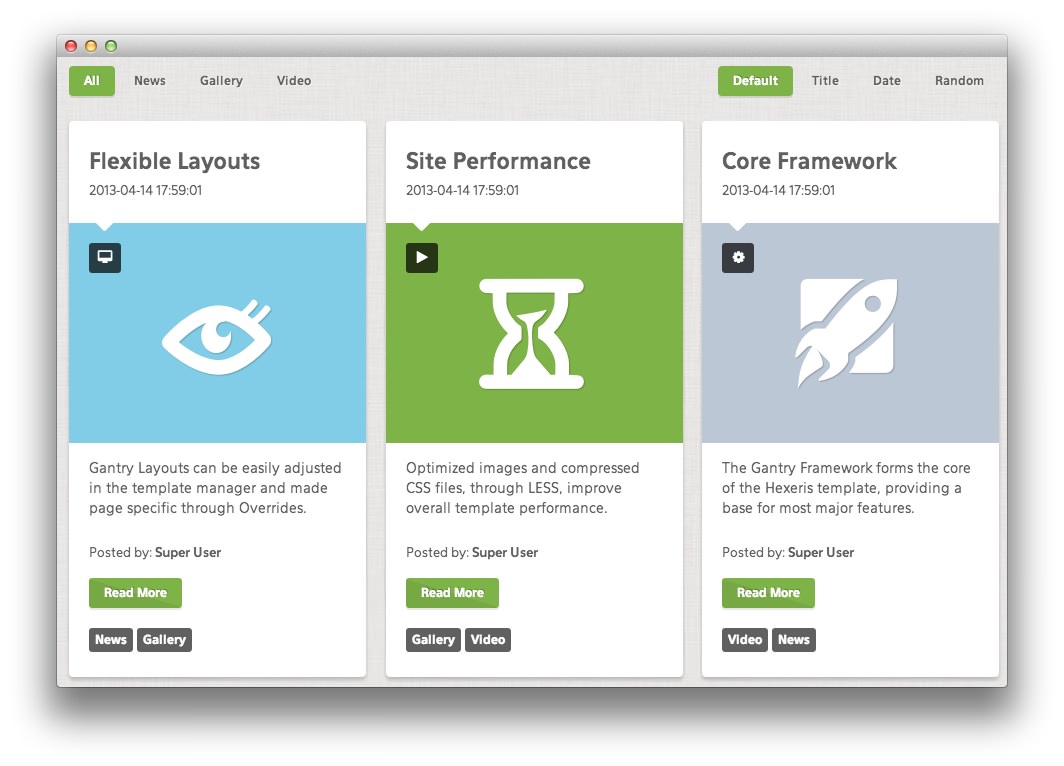 All News Gallery Video Default Title Date Random
Flexible Layouts
2013-04-14 17:59:01
Gantry Layouts can be easily adjusted
in the template manager and made
page specific through Overrides.
Posted by: Super User
Read More
News Gallery
Site Performance
2013-04-14 17:59:01
Optimized images and compressed
CSS files, through LESS, improve
overall template performance.
Posted by: Super User
Read More
Gallery Video
Core Framework
2013-04-14 17:59:01
The Gantry Framework forms the core
of the Hexeris template, providing a
base for most major features.
Posted by: Super User
Read More
Video News